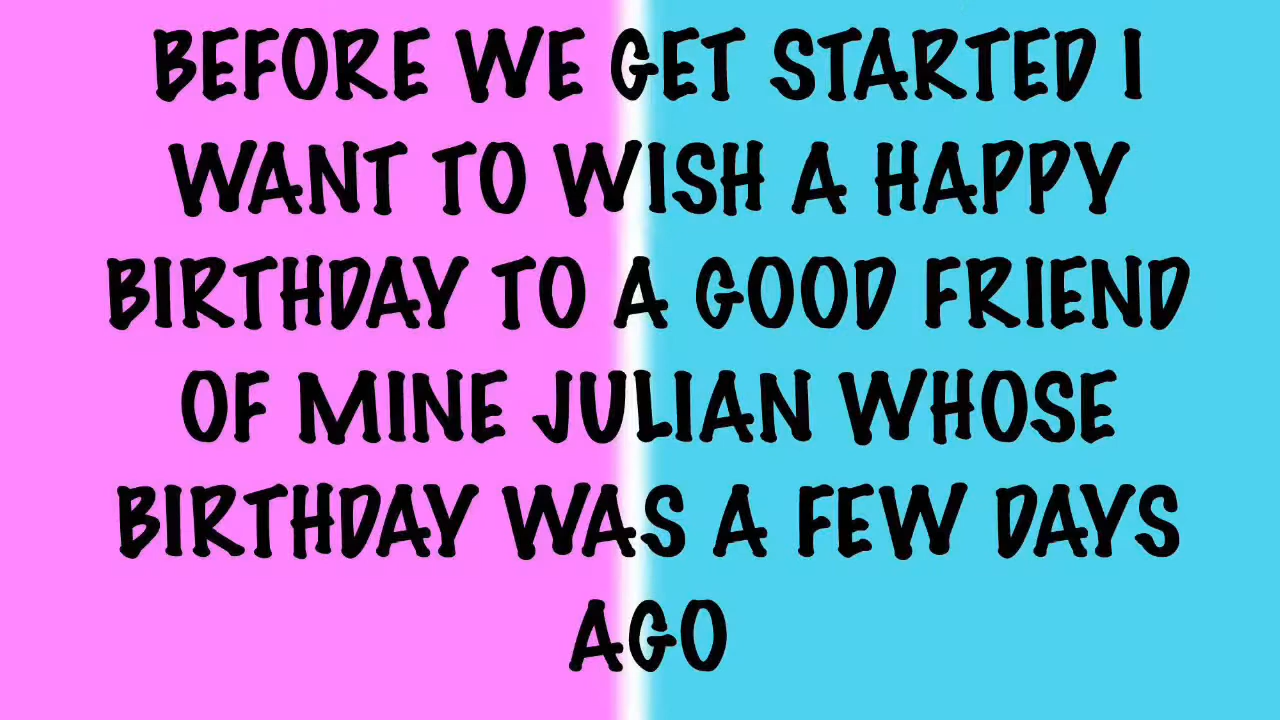 BEFORE WE GET STARTED I
WANT TO WISH A HAPPY
BIRTHDAY TO A GOOD FRIEND
OF MINE JULIAN WHOSE
BIRTHDAY WAS A FEW DAYS
AGO